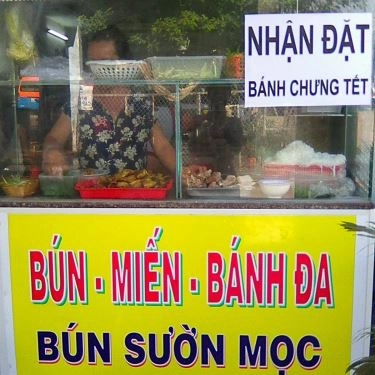 NHẬN ĐẶT
BÁNH CHƯNG TẾT
BÚN - MIẾN - BÁNH ĐA
BÚN SƯỜN MỌC